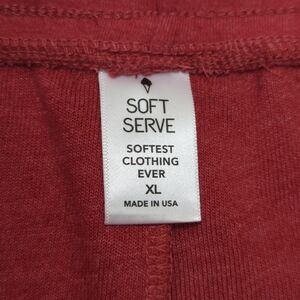 SOFT
SERVE
SOFTEST
CLOTHING
EVER
XL
MADE IN USA